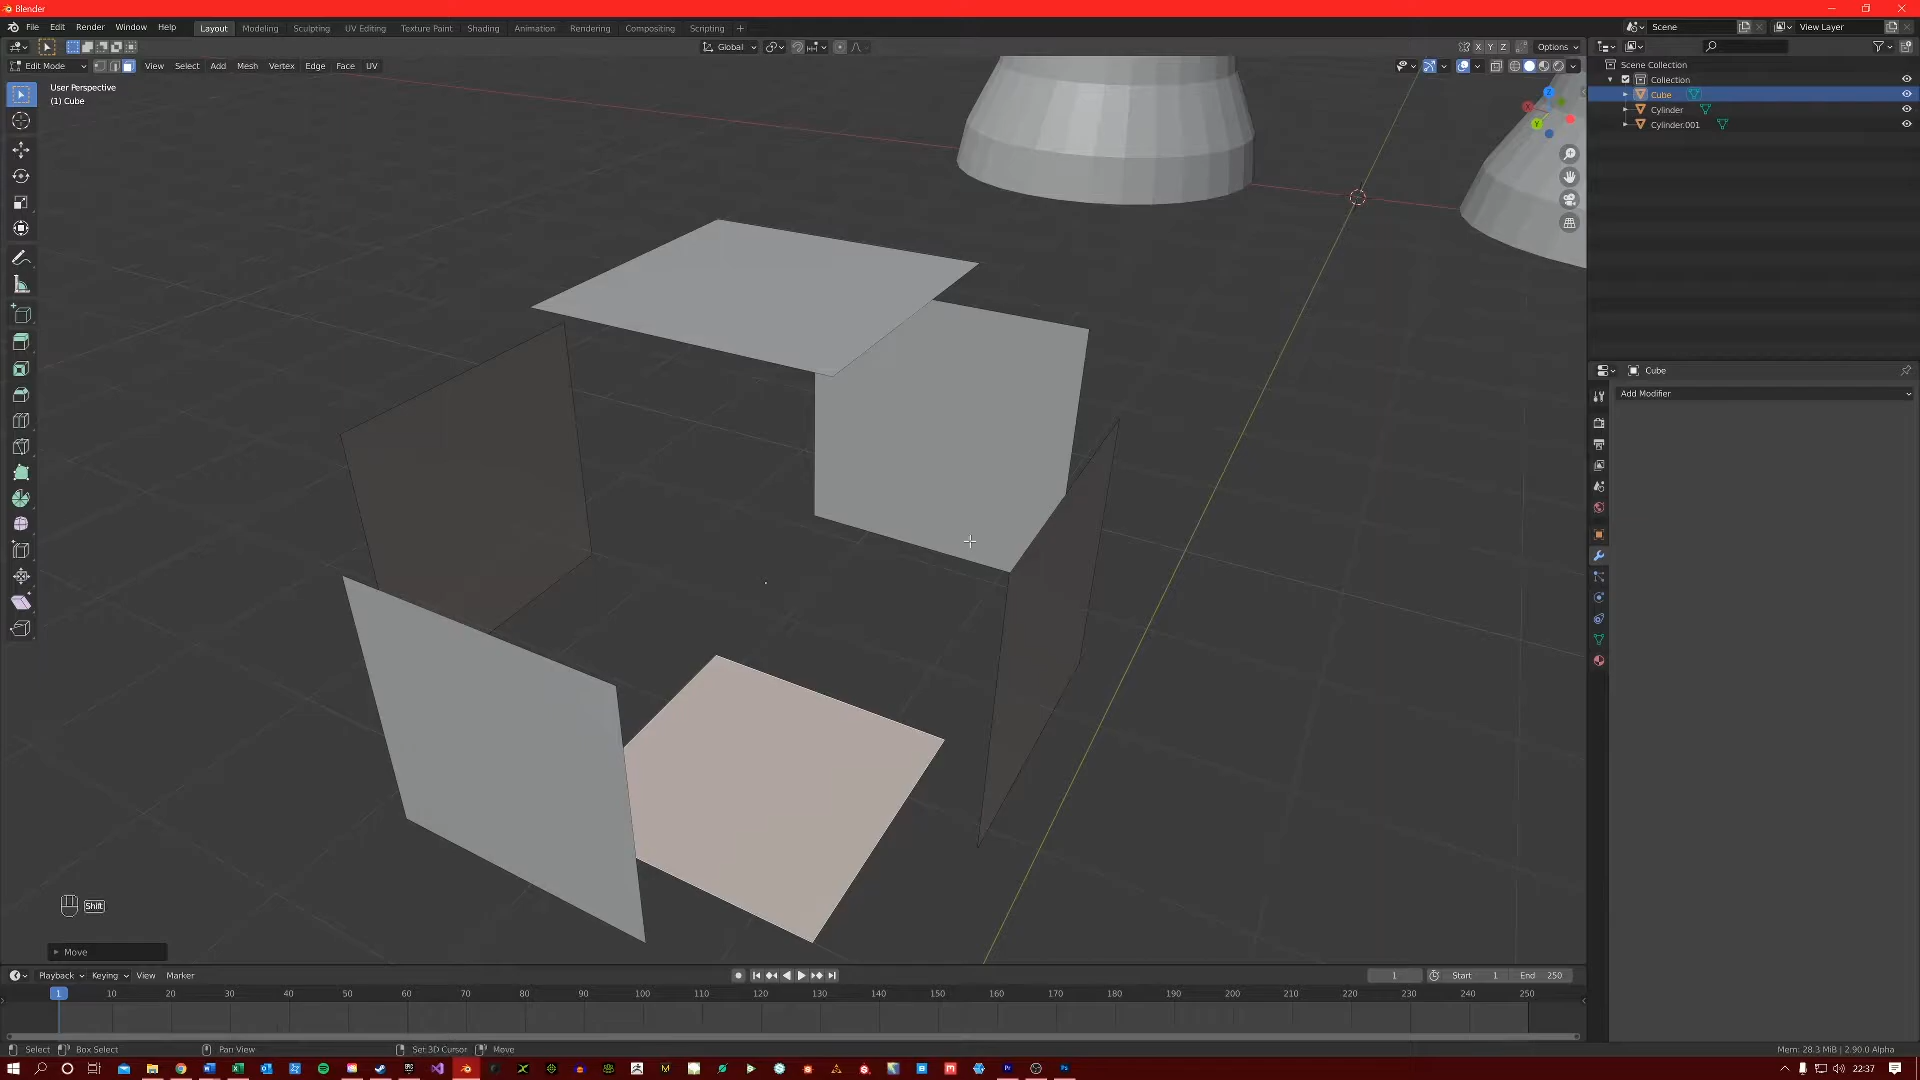 Blender
File Edit Render Window Help
Layout Modeling Sculpting UV Editing Texture Paint Shading Animation Rendering Compositing Scripting +
Scene
View Layer
Global
X Y Z
Options
Edit Mode
View Select Add Mesh Vertex Edge Face UV
User Perspective
(1) Cube
Scene Collection
Collection
Cube
Cylinder
Cylinder.001
Cube
Add Modifier
Shift
Move
Playback Keying View Marker
1
Start 1
End 250
1 10 20 30 40 50 60 70 80 90 100 110 120 130 140 150 160 170 180 190 200 210 220 230 240 250
Select Box Select Pan View Set 3D Cursor Move
Mem: 28.3 MiB | 2.90.0 Alpha
22:37